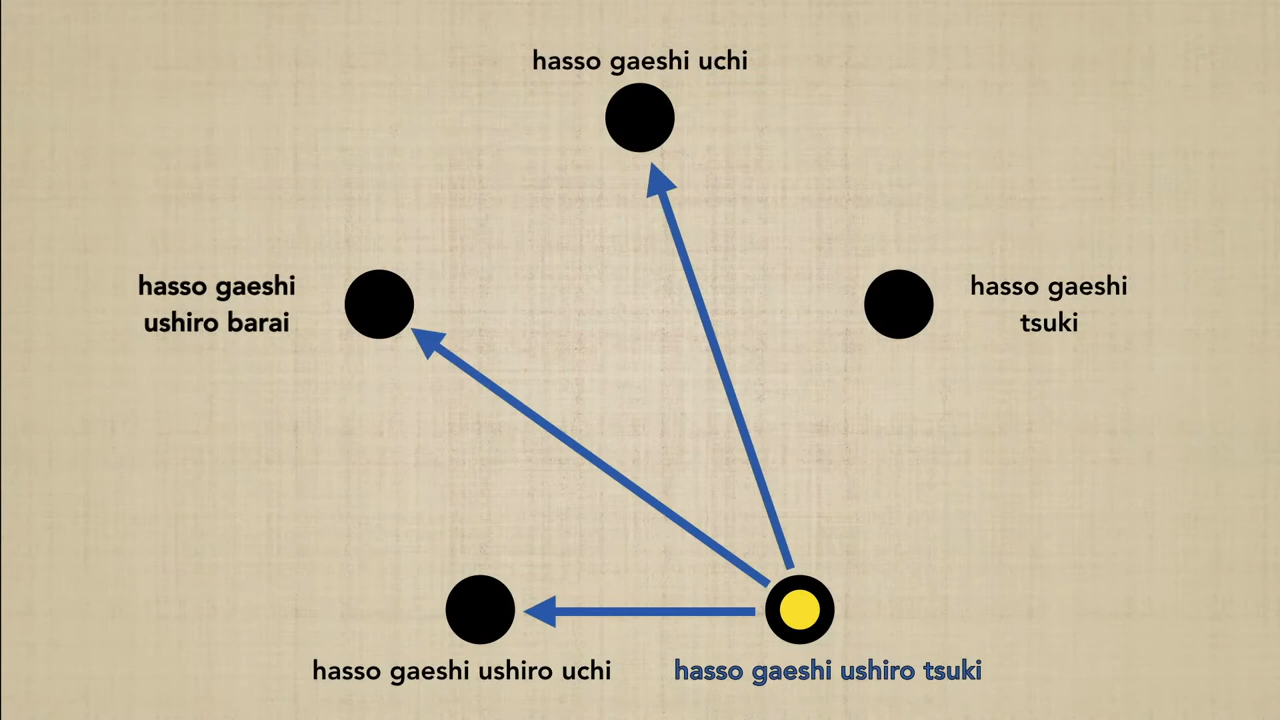 hasso gaeshi uchi
hasso gaeshi
ushiro barai
hasso gaeshi
tsuki
hasso gaeshi ushiro uchi
hasso gaeshi ushiro tsuki